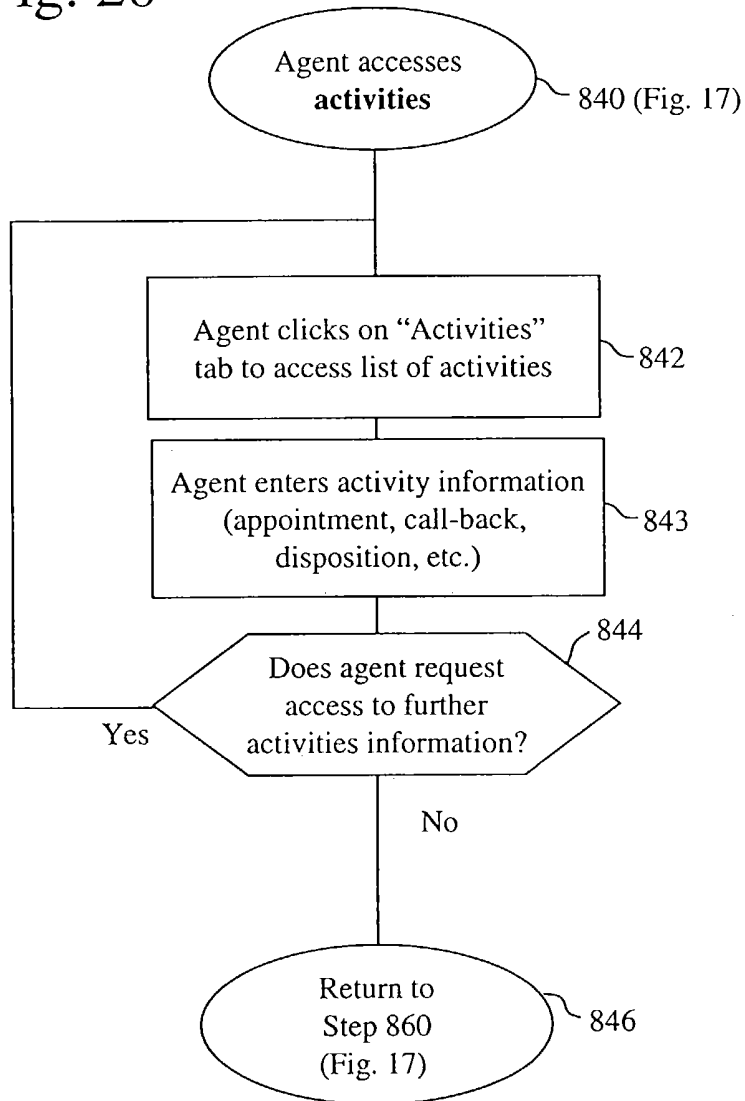 Agent accesses
activities
840 (Fig. 17)
Agent clicks on “Activities”
tab to access list of activities
842
Agent enters activity information
(appointment, call-back,
disposition, etc.)
843
844
Does agent request
access to further
activities information?
Yes
No
Return to
Step 860
(Fig. 17)
846